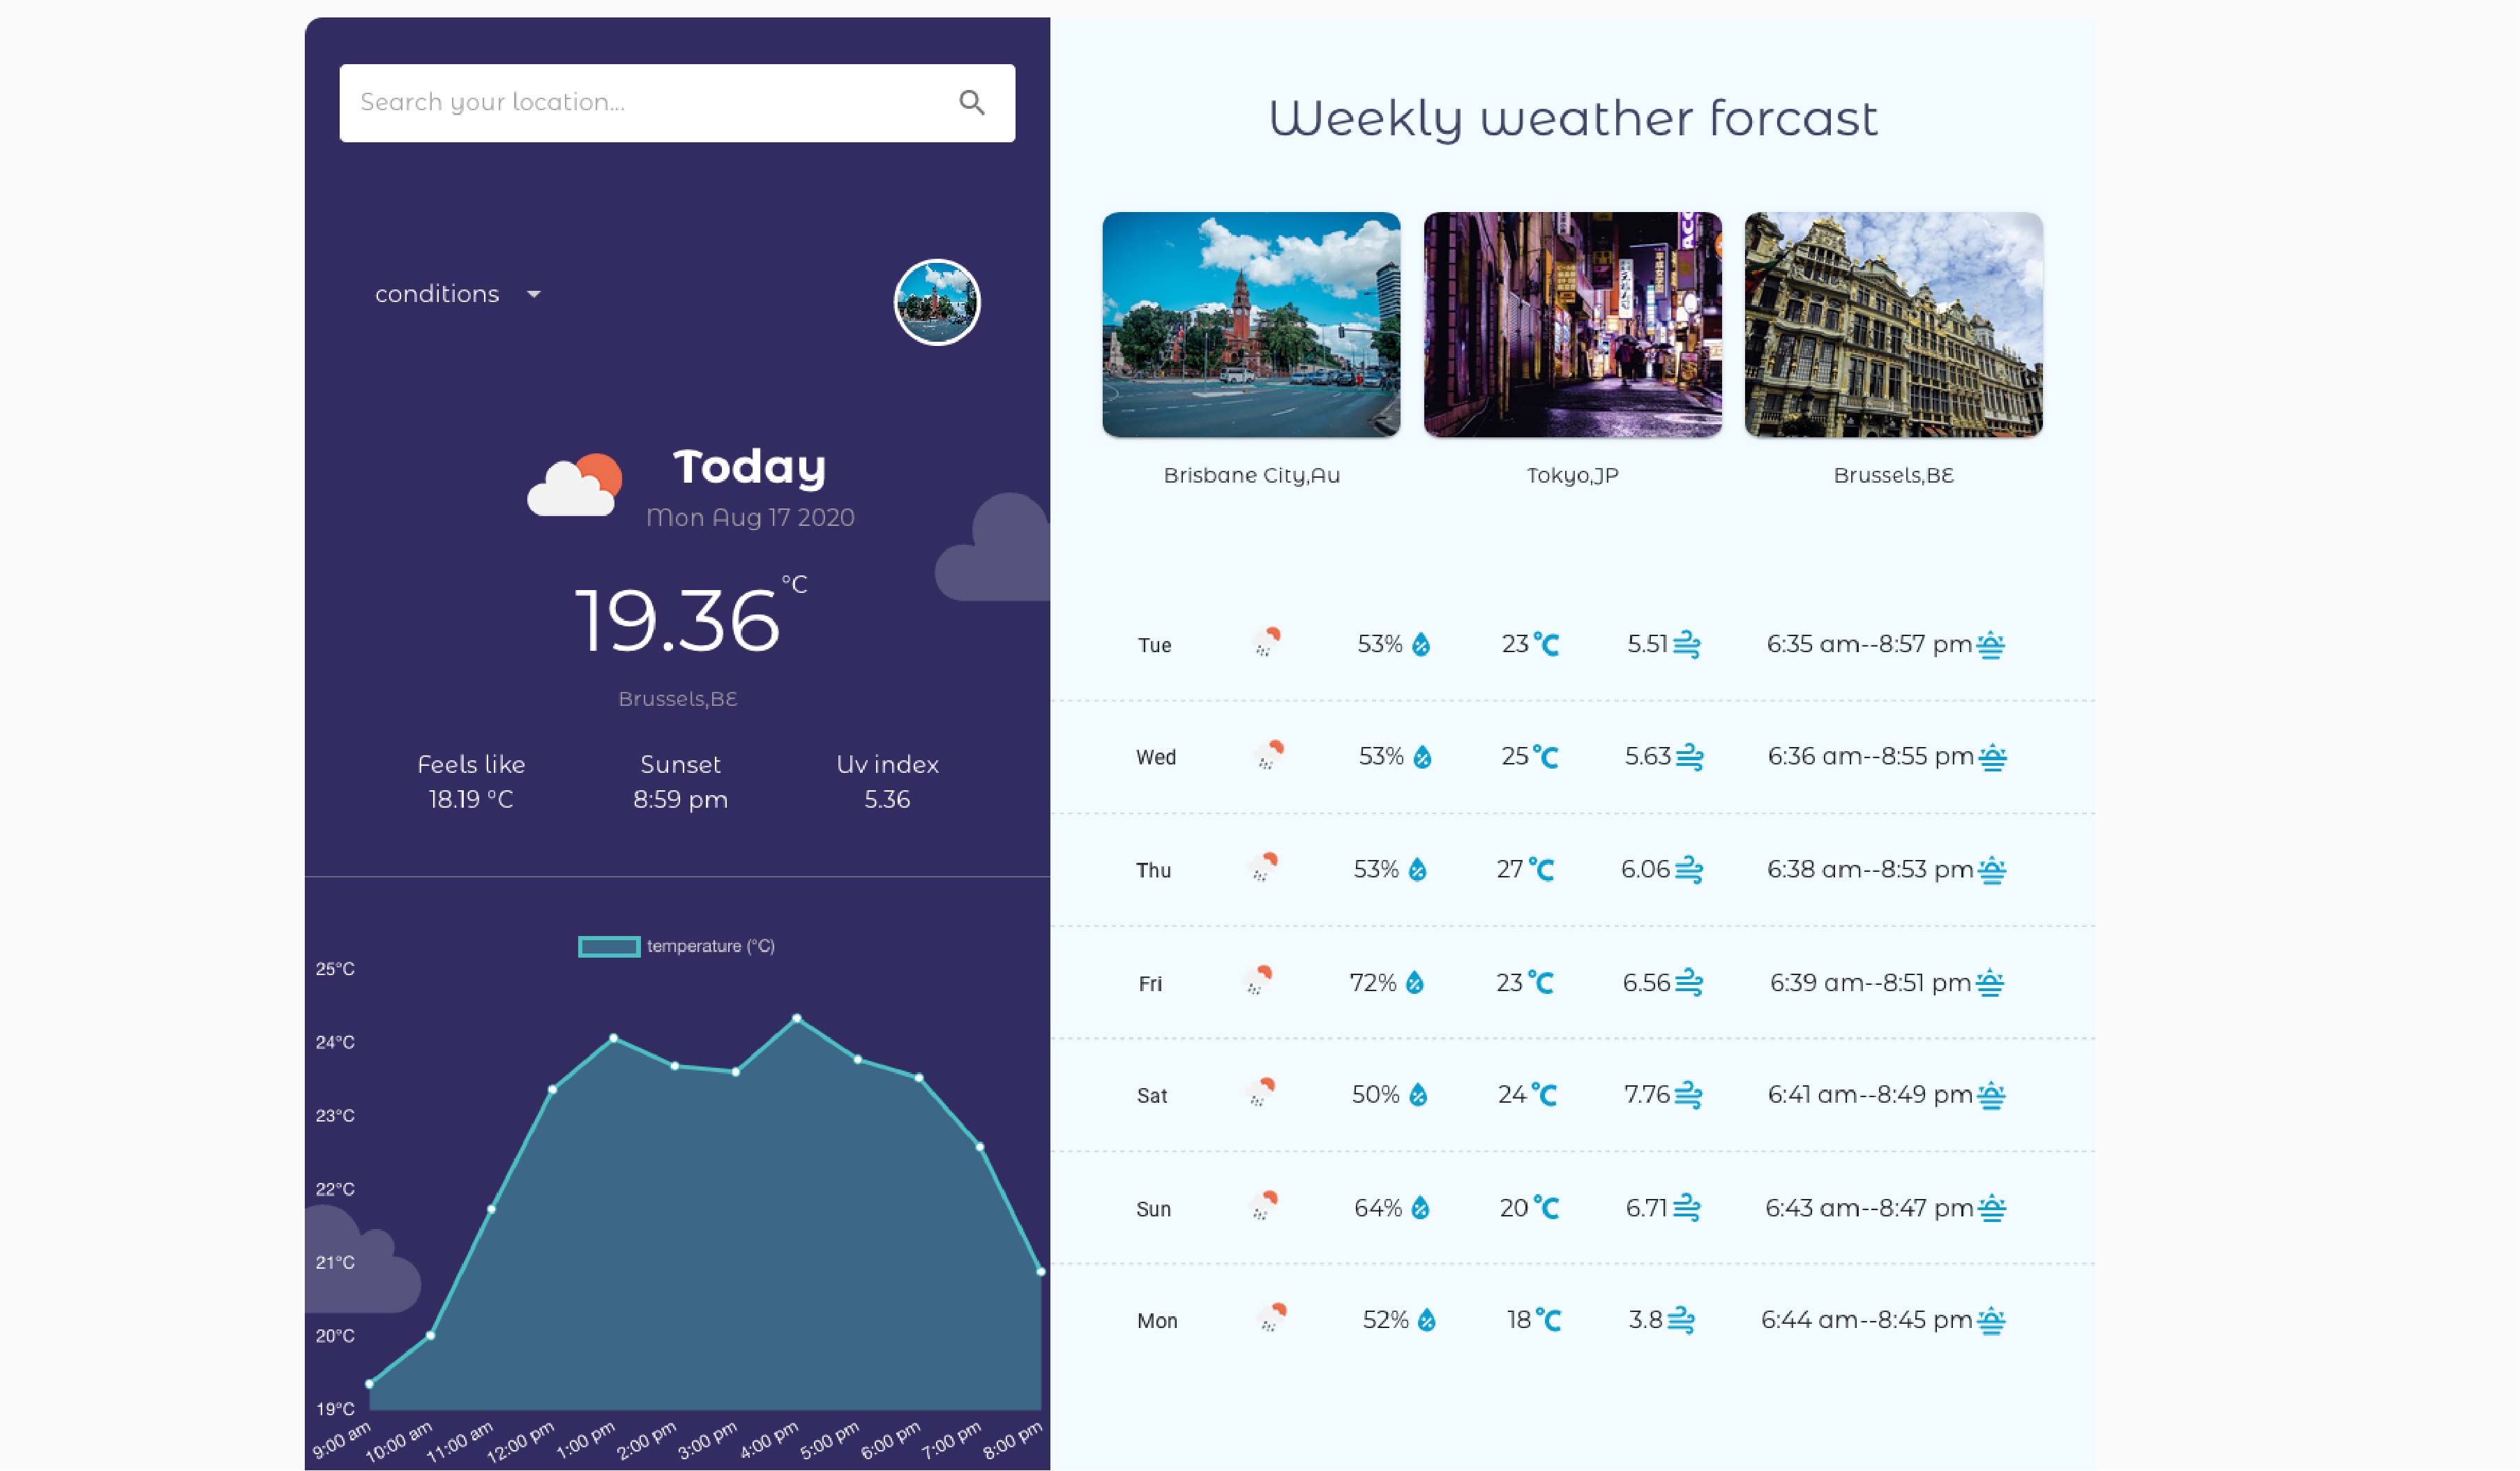 Search your location...
conditions
Today
Mon Aug 17 2020
19.36 °C
Brussels,BE
Feels like
18.19 °C
Sunset
8:59 pm
Uv index
5.36
temperature (°C)
25°C
24°C
23°C
22°C
21°C
20°C
19°C
9:00 am 10:00 am 11:00 am 12:00 pm 1:00 pm 2:00 pm 3:00 pm 4:00 pm 5:00 pm 6:00 pm 7:00 pm 8:00 pm
Weekly weather forcast
Brisbane City,Au
Tokyo,JP
Brussels,BE
Tue 53% 23 °C 5.51 6:35 am--8:57 pm
Wed 53% 25 °C 5.63 6:36 am--8:55 pm
Thu 53% 27 °C 6.06 6:38 am--8:53 pm
Fri 72% 23 °C 6.56 6:39 am--8:51 pm
Sat 50% 24 °C 7.76 6:41 am--8:49 pm
Sun 64% 20 °C 6.71 6:43 am--8:47 pm
Mon 52% 18 °C 3.8 6:44 am--8:45 pm